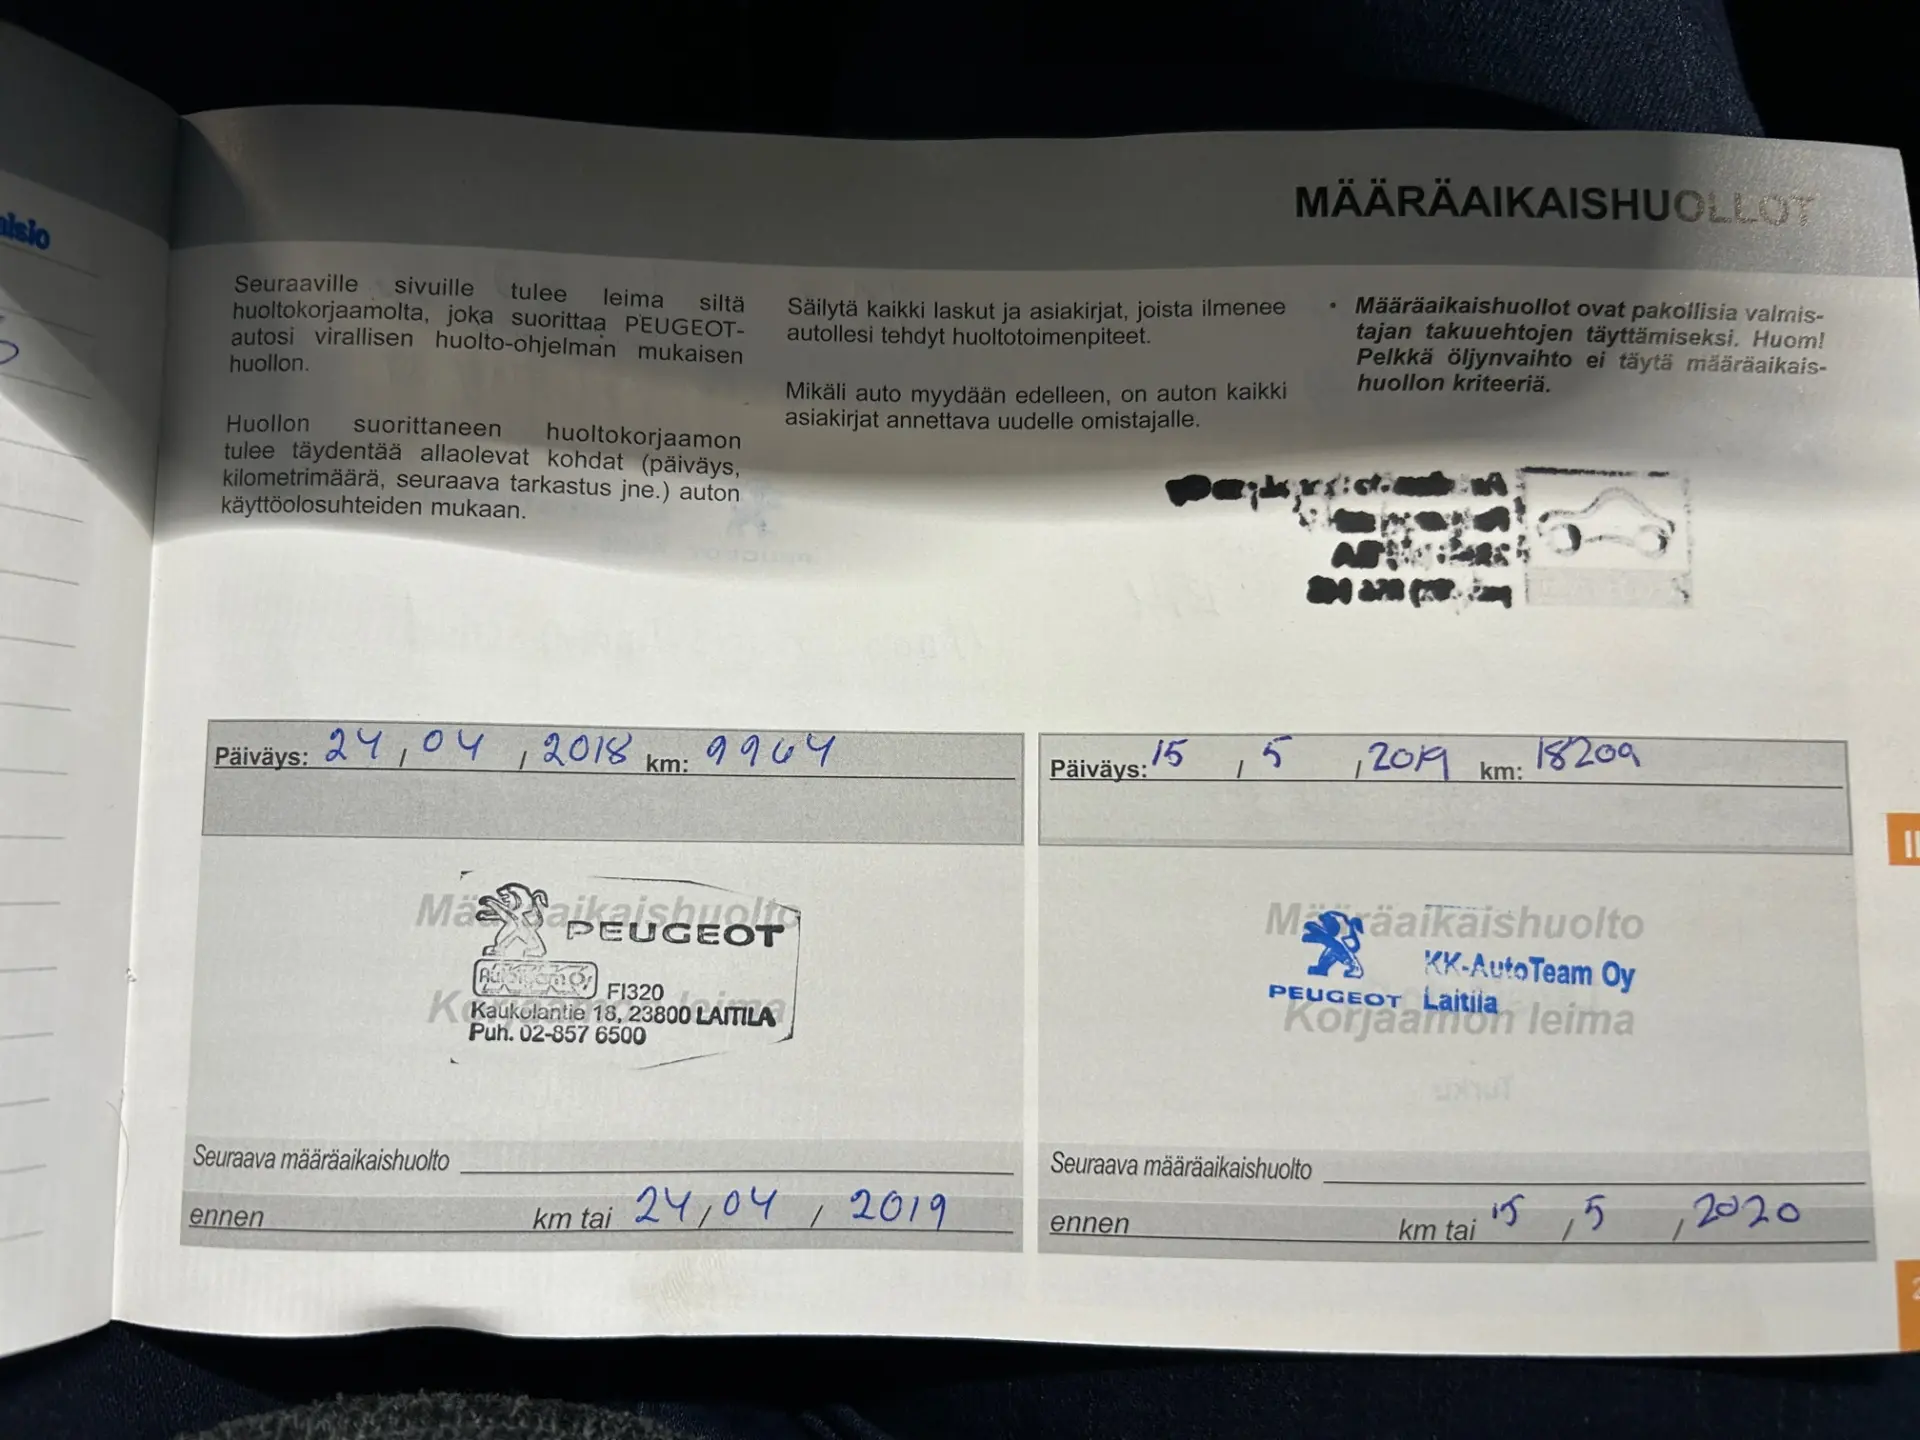 MÄÄRÄAIKAISHUOLLOT
Seuraaville sivuille tulee leima siltä
huoltokorjaamolta, joka suorittaa PEUGEOT-
autosi virallisen huolto-ohjelman mukaisen
huollon.
Huollon suorittaneen huoltokorjaamon
tulee täydentää allaolevat kohdat (päiväys,
kilometrimäärä, seuraava tarkastus jne.) auton
käyttöolosuhteiden mukaan.
Säilytä kaikki laskut ja asiakirjat, joista ilmenee
autollesi tehdyt huoltotoimenpiteet.
Mikäli auto myydään edelleen, on auton kaikki
asiakirjat annettava uudelle omistajalle.
• Määräaikaishuollot ovat pakollisia valmis-
tajan takuuehtojen täyttämiseksi. Huom!
Pelkkä öljynvaihto ei täytä määräaikais-
huollon kriteeriä.
Päiväys: 24 / 04 / 2018 km: 9964
Määräaikaishuolto
PEUGEOT
AutoTeam Oy FI320
Korjaamon leima
Kaukolantie 18, 23800 LAITILA
Puh. 02-857 6500
Seuraava määräaikaishuolto
ennen km tai 24 / 04 / 2019
Päiväys: 15 / 5 / 2019 km: 18209
Määräaikaishuolto
KK-AutoTeam Oy
PEUGEOT Laitila
Korjaamon leima
Seuraava määräaikaishuolto
ennen km tai 15 / 5 / 2020